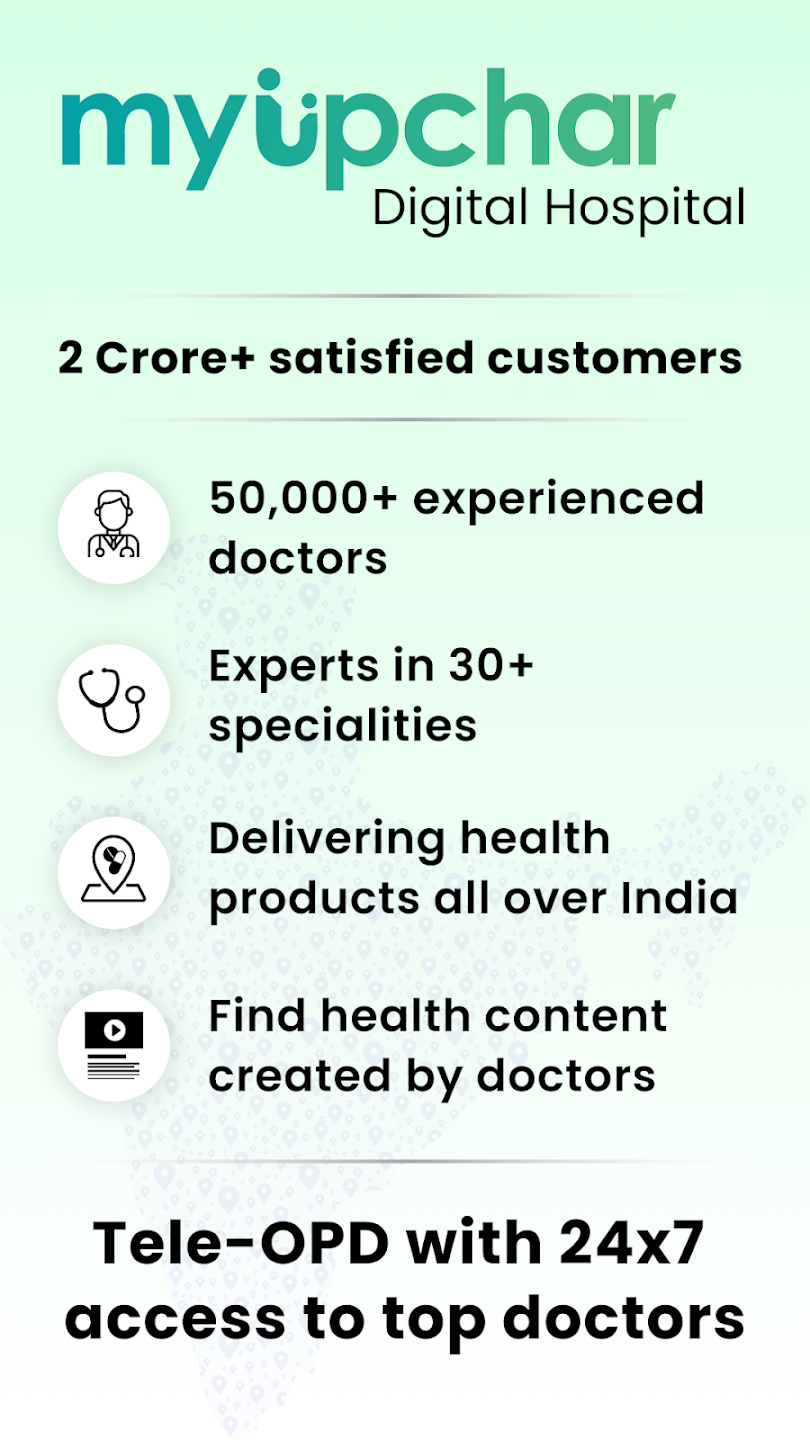 myupchar
Digital Hospital
2 Crore+ satisfied customers
50,000+ experienced
doctors
Experts in 30+
specialities
Delivering health
products all over India
Find health content
created by doctors
Tele-OPD with 24x7
access to top doctors